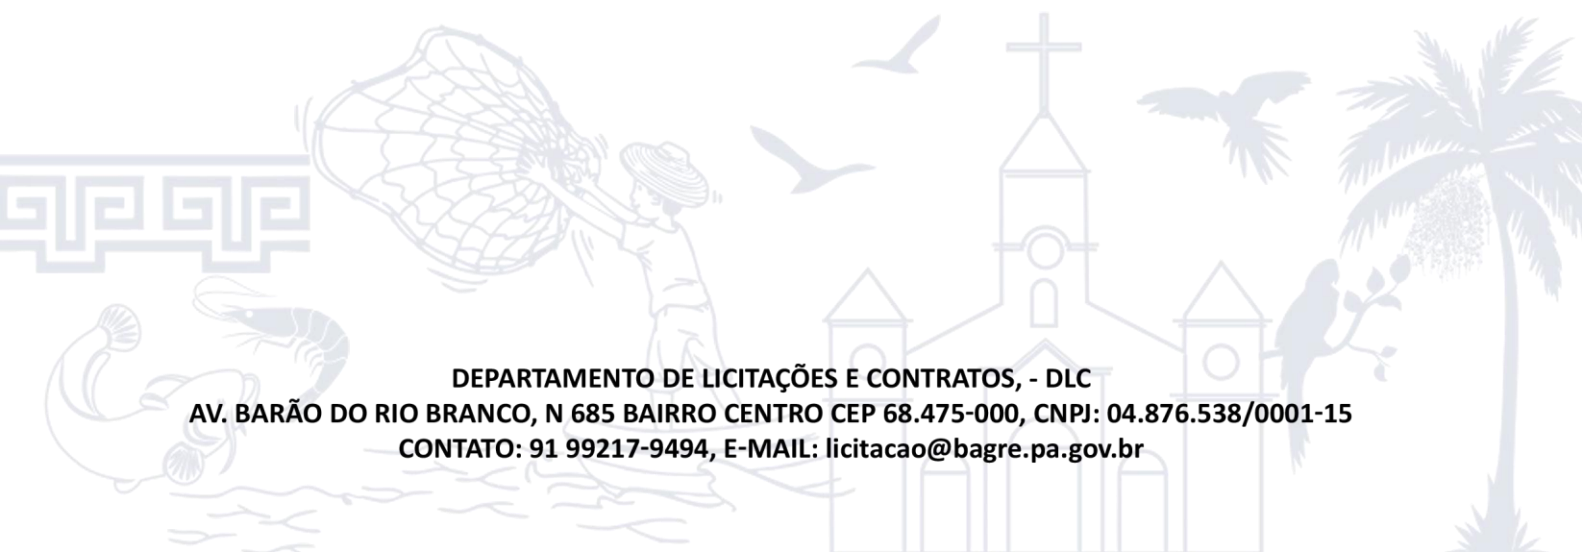 DEPARTAMENTO DE LICITAÇÕES E CONTRATOS, - DLC
AV. BARÃO DO RIO BRANCO, N 685 BAIRRO CENTRO CEP 68.475-000, CNPJ: 04.876.538/0001-15
CONTATO: 91 99217-9494, E-MAIL: licitacao@bagre.pa.gov.br